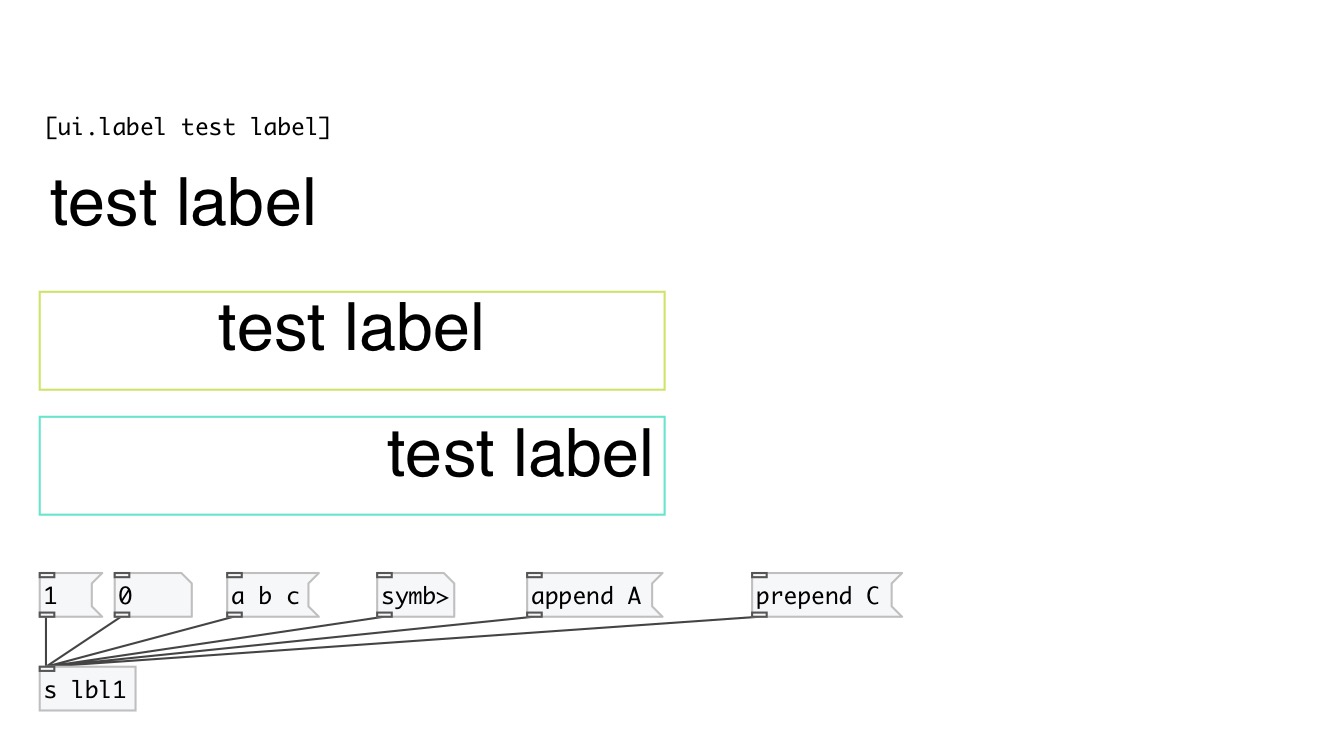 [ui.label test label]
test label
test label
test label
1 0 a b c symb> append A prepend C
s lbl1